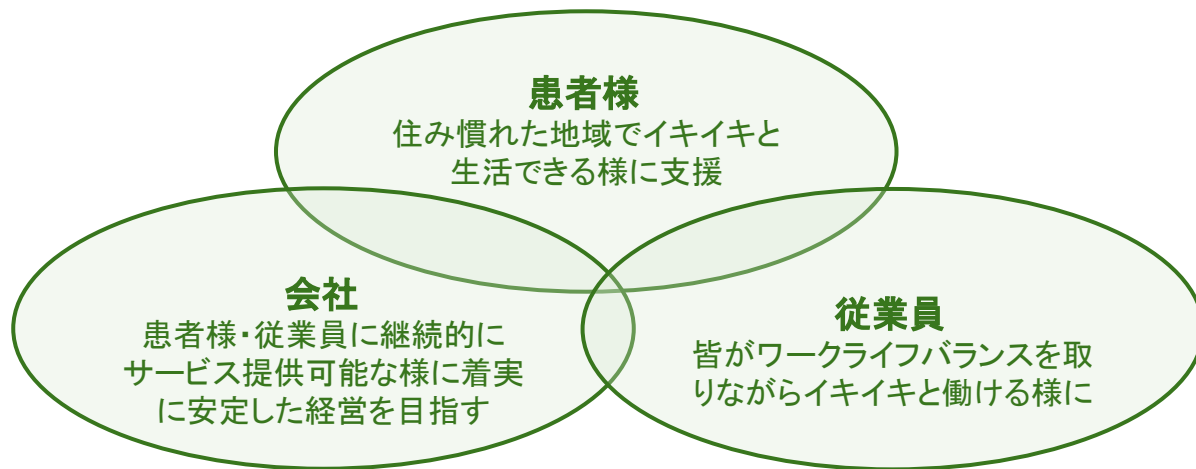 患者様
住み慣れた地域でイキイキと
生活できる様に支援
会社
患者様・従業員に継続的に
サービス提供可能な様に着実
に安定した経営を目指す
従業員
皆がワークライフバランスを取
りながらイキイキと働ける様に